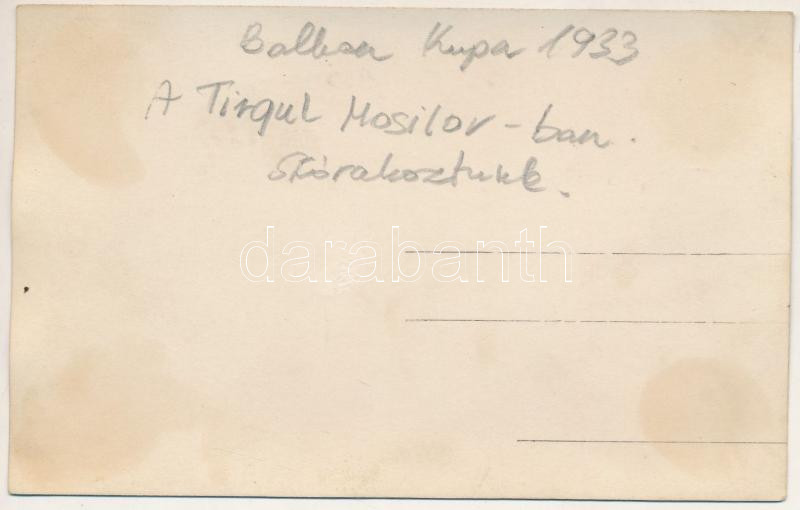 Balkan Kupa 1933
A Tirgul Mosilor-ban.
szórakoztunk.
darabanth